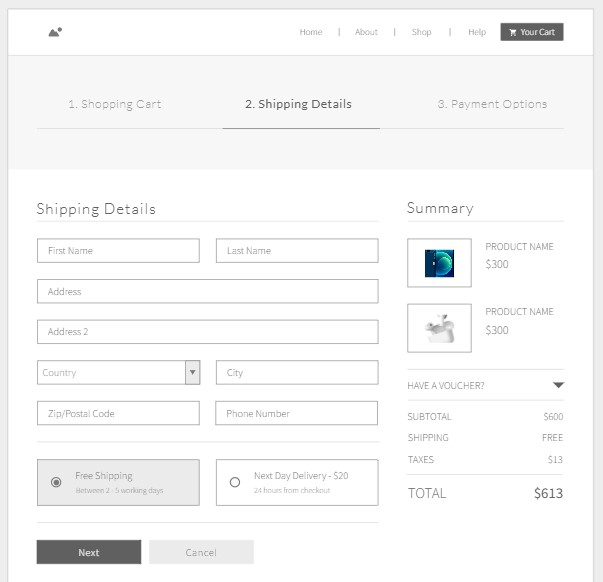 Home | About | Shop | Help Your Cart
1. Shopping Cart 2. Shipping Details 3. Payment Options
Shipping Details
First Name Last Name
Address
Address 2
Country City
Zip/Postal Code Phone Number
Free Shipping
Between 2 - 5 working days
Next Day Delivery - $20
24 hours from checkout
Next Cancel
Summary
PRODUCT NAME
$300
PRODUCT NAME
$300
HAVE A VOUCHER?
SUBTOTAL $600
SHIPPING FREE
TAXES $13
TOTAL $613